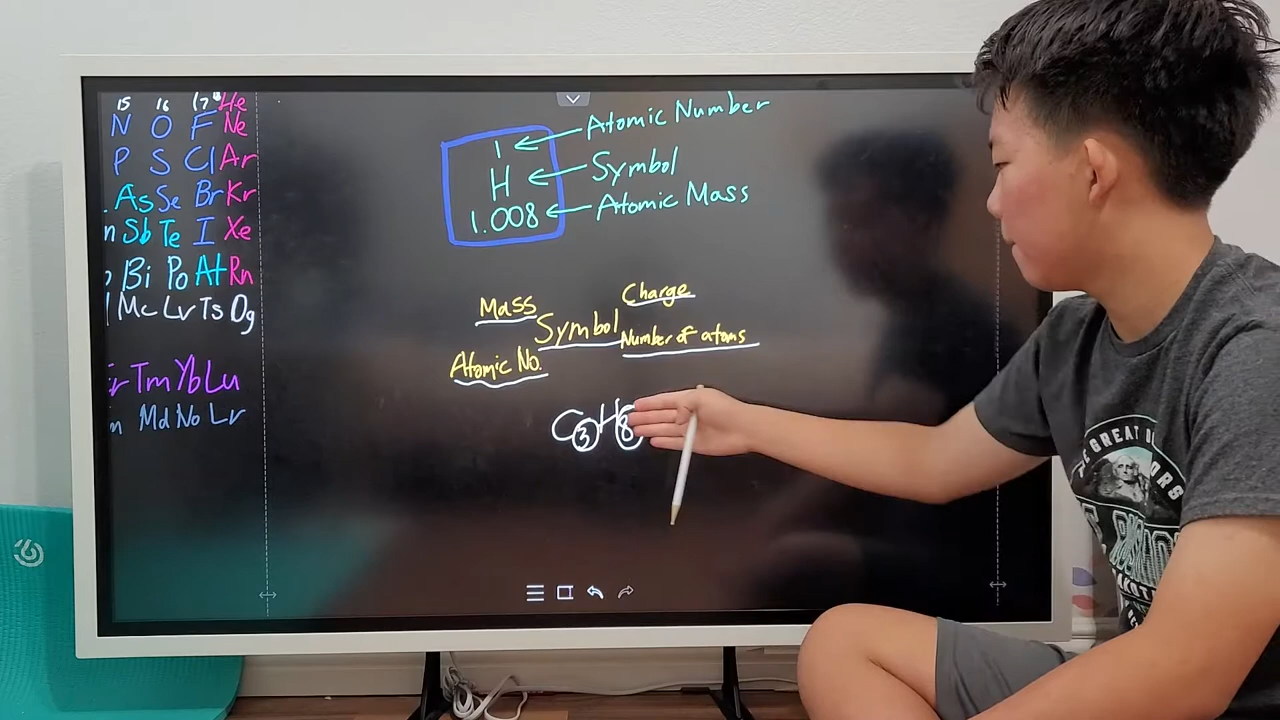 15 16 17 He
N O F Ne
P S Cl Ar
As Se Br Kr
Sb Te I Xe
Bi Po At Rn
Mc Lv Ts Og
Tm Yb Lu
Md No Lr
1
H
1.008
Atomic Number
Symbol
Atomic Mass
Mass
Charge
Symbol
Number of atoms
Atomic No.
C3H8
GREAT